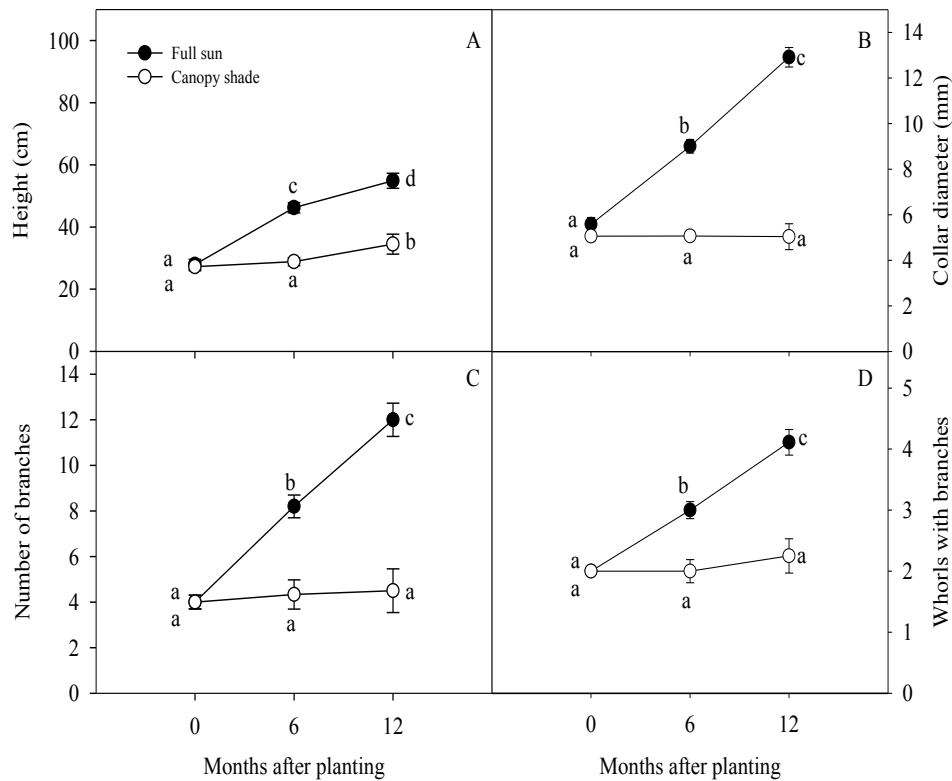 A
Full sun
Canopy shade
Height (cm)
100
80
60
40
20
0
a
a
c
a
d
b
B
Collar diameter (mm)
14
12
10
8
6
4
2
0
a
a
b
a
c
a
C
Number of branches
14
12
10
8
6
4
2
0
a
a
b
a
c
a
0
6
12
Months after planting
D
Whorls with branches
5
4
3
2
1
0
a
a
b
a
c
a
0
6
12
Months after planting